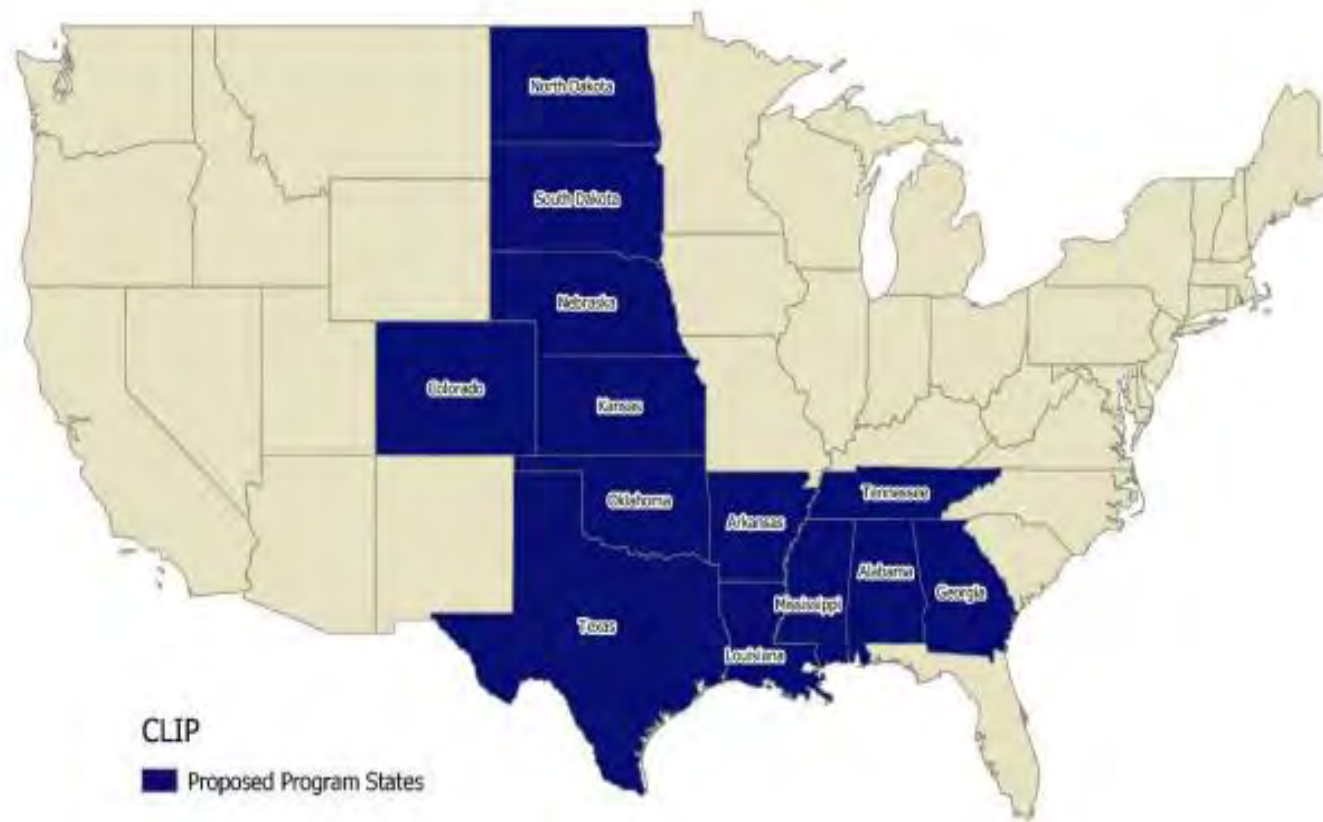 North Dakota
South Dakota
Nebraska
Colorado
Kansas
Oklahoma
Tennessee
Arkansas
Alabama
Georgia
Mississippi
Texas
Louisiana
CLIP
Proposed Program States